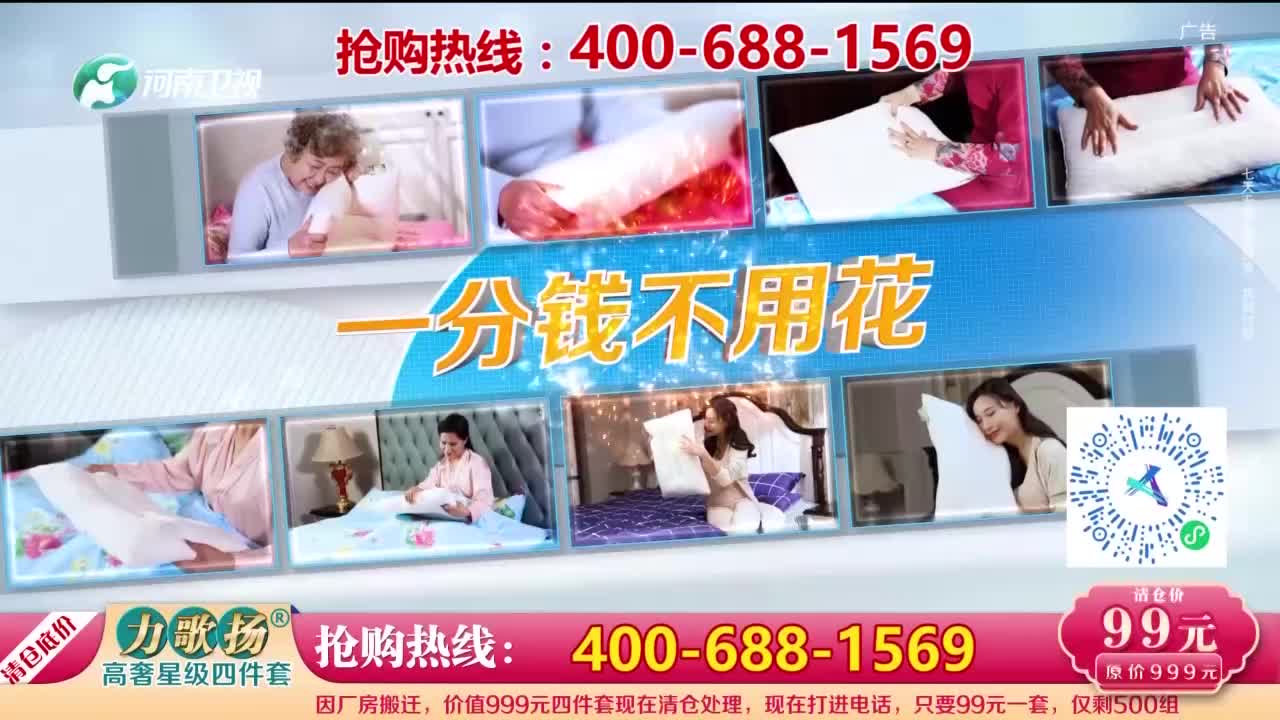 抢购热线：400-688-1569
广告
河南卫视
一分钱不用花
清仓底价
力歌扬®
高奢星级四件套
抢购热线：400-688-1569
清仓价
99元
原价999元
因厂房搬迁，价值999元四件套现在清仓处理，现在打进电话，只要99元一套，仅剩500组